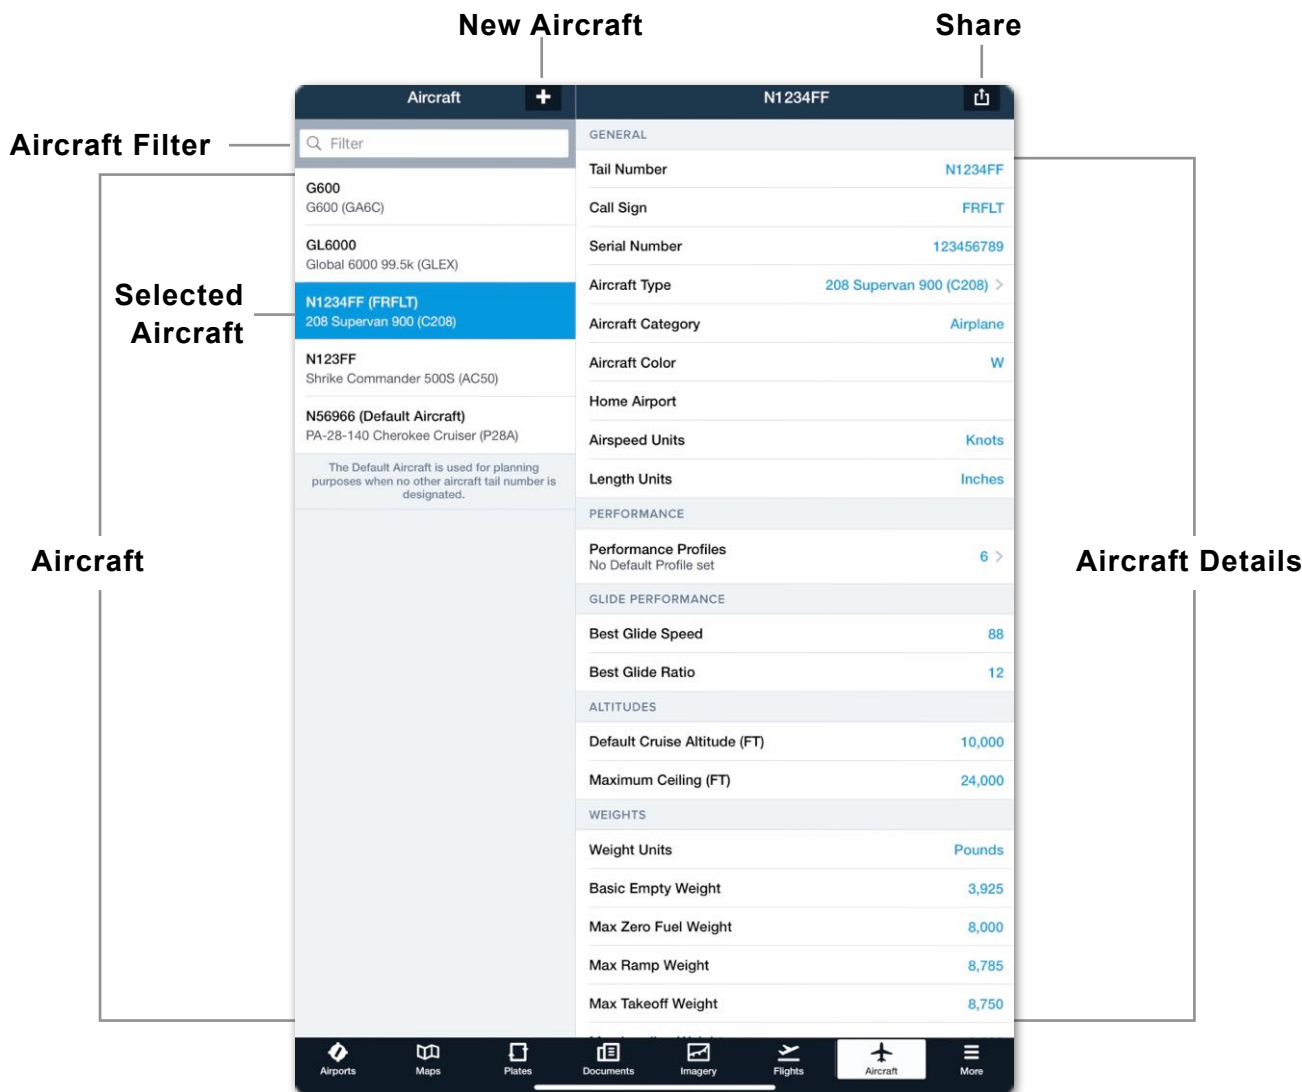 New Aircraft
Share
Aircraft
N1234FF
Aircraft Filter
Filter
G600
G600 (GA6C)
GL6000
Global 6000 99.5k (GLEX)
Selected
Aircraft
N1234FF (FRFLT)
208 Supervan 900 (C208)
N123FF
Shrike Commander 500S (AC50)
N56966 (Default Aircraft)
PA-28-140 Cherokee Cruiser (P28A)
The Default Aircraft is used for planning
purposes when no other aircraft tail number is
designated.
Aircraft
GENERAL
Tail Number N1234FF
Call Sign FRFLT
Serial Number 123456789
Aircraft Type 208 Supervan 900 (C208)
Aircraft Category Airplane
Aircraft Color W
Home Airport
Airspeed Units Knots
Length Units Inches
PERFORMANCE
Performance Profiles 6
No Default Profile set
GLIDE PERFORMANCE
Best Glide Speed 88
Best Glide Ratio 12
ALTITUDES
Default Cruise Altitude (FT) 10,000
Maximum Ceiling (FT) 24,000
WEIGHTS
Weight Units Pounds
Basic Empty Weight 3,925
Max Zero Fuel Weight 8,000
Max Ramp Weight 8,785
Max Takeoff Weight 8,750
Aircraft Details
Airports
Maps
Plates
Documents
Imagery
Flights
Aircraft
More